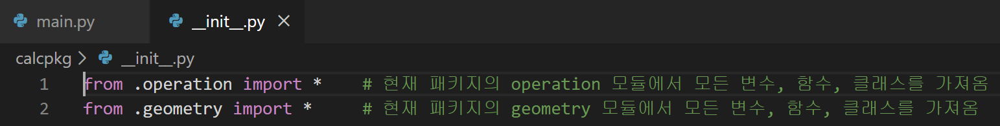 main.py __init__.py ×
calcpkg > __init__.py
1 from .operation import * # 현재 패키지의 operation 모듈에서 모든 변수, 함수, 클래스를 가져옴
2 from .geometry import * # 현재 패키지의 geometry 모듈에서 모든 변수, 함수, 클래스를 가져옴